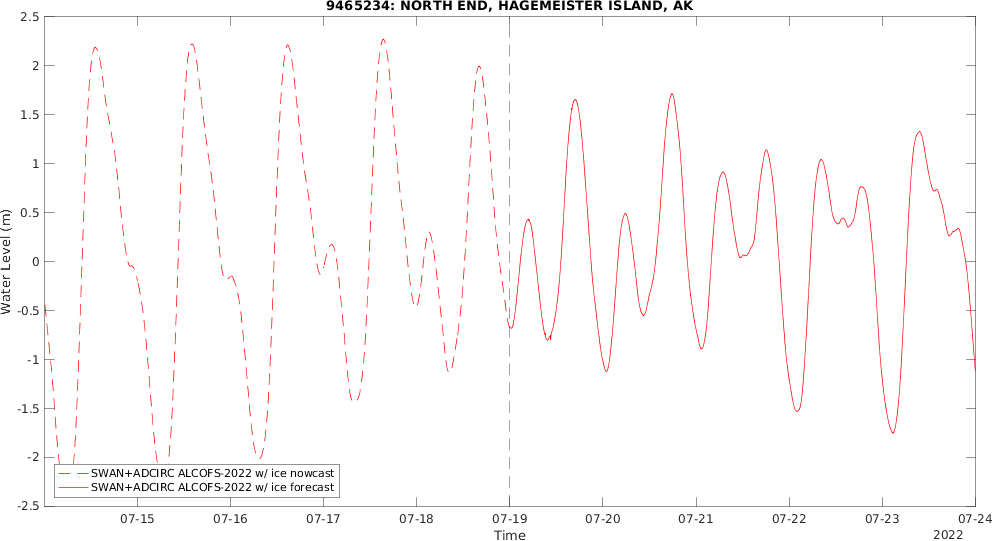 9465234: NORTH END, HAGEMEISTER ISLAND, AK
2.5
2
1.5
1
0.5
0
-0.5
-1
-1.5
-2
-2.5
Water Level (m)
SWAN+ADCIRC ALCOFS-2022 w/ ice nowcast
SWAN+ADCIRC ALCOFS-2022 w/ ice forecast
07-15 07-16 07-17 07-18 07-19 07-20 07-21 07-22 07-23 07-24
Time
2022